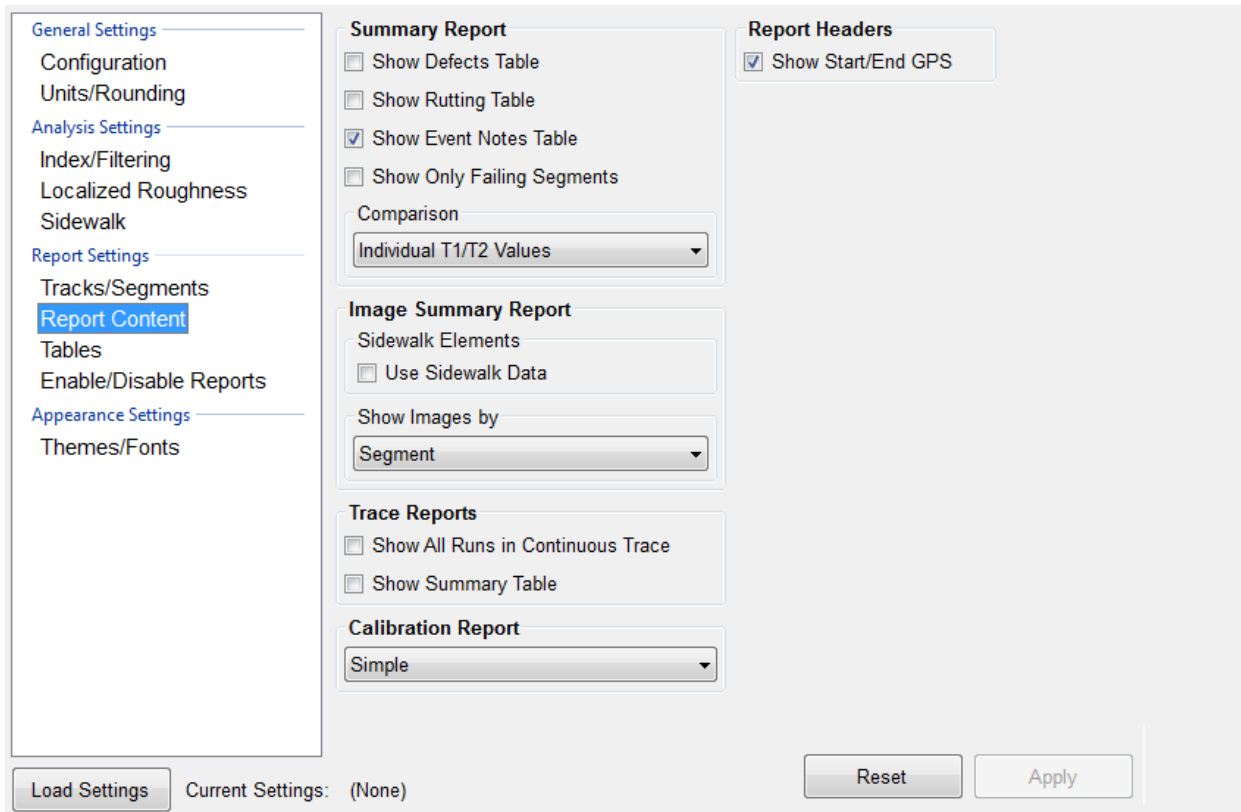 General Settings
Configuration
Units/Rounding
Analysis Settings
Index/Filtering
Localized Roughness
Sidewalk
Report Settings
Tracks/Segments
Report Content
Tables
Enable/Disable Reports
Appearance Settings
Themes/Fonts
Summary Report
Show Defects Table
Show Rutting Table
Show Event Notes Table
Show Only Failing Segments
Comparison
Individual T1/T2 Values
Image Summary Report
Sidewalk Elements
Use Sidewalk Data
Show Images by
Segment
Trace Reports
Show All Runs in Continuous Trace
Show Summary Table
Calibration Report
Simple
Report Headers
Show Start/End GPS
Load Settings
Current Settings: (None)
Reset
Apply